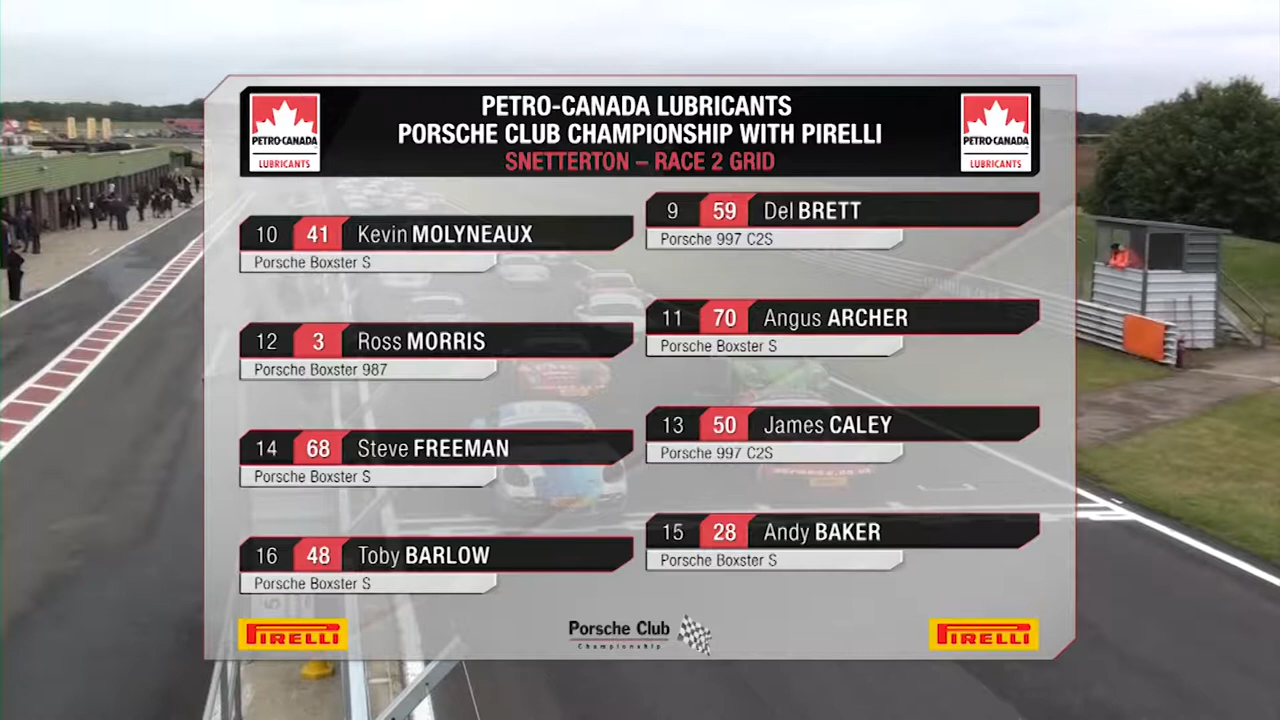 PETRO-CANADA LUBRICANTS
PORSCHE CLUB CHAMPIONSHIP WITH PIRELLI
SNETTERTON – RACE 2 GRID
PETRO-CANADA
LUBRICANTS
PETRO-CANADA
LUBRICANTS
9 59 Del BRETT
Porsche 997 C2S
10 41 Kevin MOLYNEAUX
Porsche Boxster S
11 70 Angus ARCHER
Porsche Boxster S
12 3 Ross MORRIS
Porsche Boxster 987
13 50 James CALEY
Porsche 997 C2S
14 68 Steve FREEMAN
Porsche Boxster S
15 28 Andy BAKER
Porsche Boxster S
16 48 Toby BARLOW
Porsche Boxster S
PIRELLI
Porsche Club
Championship
PIRELLI